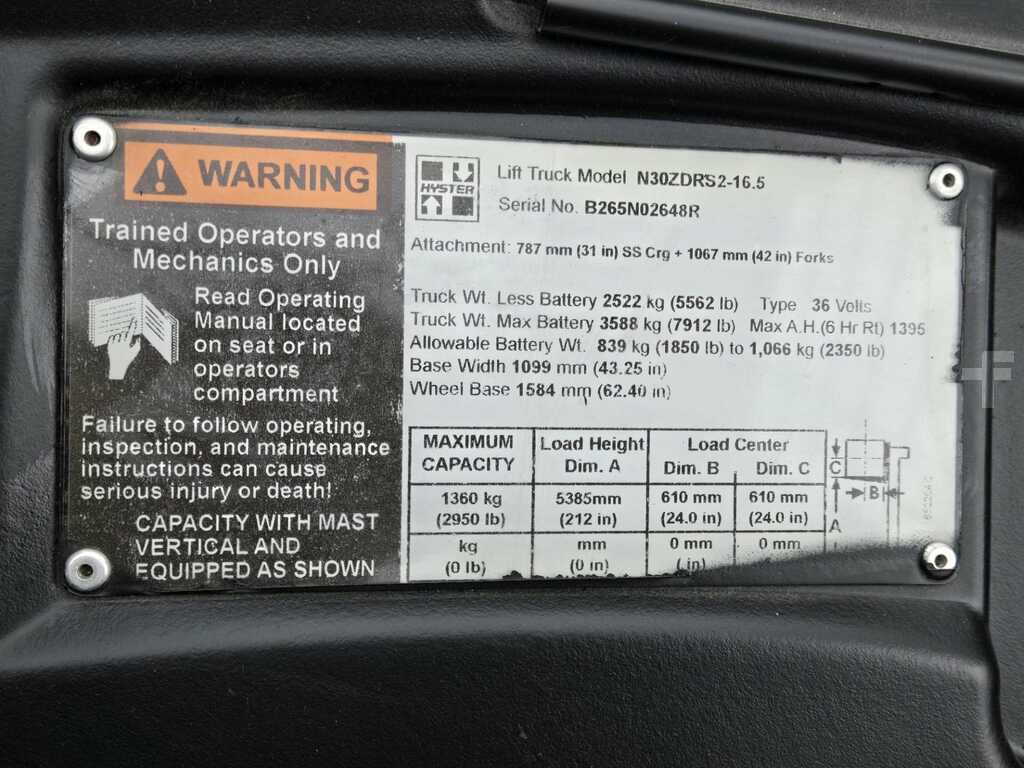 WARNING
Trained Operators and
Mechanics Only
Read Operating
Manual located
on seat or in
operators
compartment
Failure to follow operating,
inspection, and maintenance
instructions can cause
serious injury or death!
CAPACITY WITH MAST
VERTICAL AND
EQUIPPED AS SHOWN
HYSTER
Lift Truck Model N30ZDRS2-16.5
Serial No. B265N02648R
Attachment: 787 mm (31 in) SS Crg + 1067 mm (42 in) Forks
Truck Wt. Less Battery 2522 kg (5562 lb) Type 36 Volts
Truck Wt. Max Battery 3588 kg (7912 lb) Max A.H.(6 Hr Rt) 1395
Allowable Battery Wt. 839 kg (1850 lb) to 1,066 kg (2350 lb)
Base Width 1099 mm (43.25 in)
Wheel Base 1584 mm (62.40 in)
MAXIMUM CAPACITY Load Height Dim. A Load Center Dim. B Dim. C
1360 kg 5385mm 610 mm 610 mm
(2950 lb) (212 in) (24.0 in) (24.0 in)
kg mm 0 mm 0 mm
(0 lb) (0 in) in)
C
B
A
F